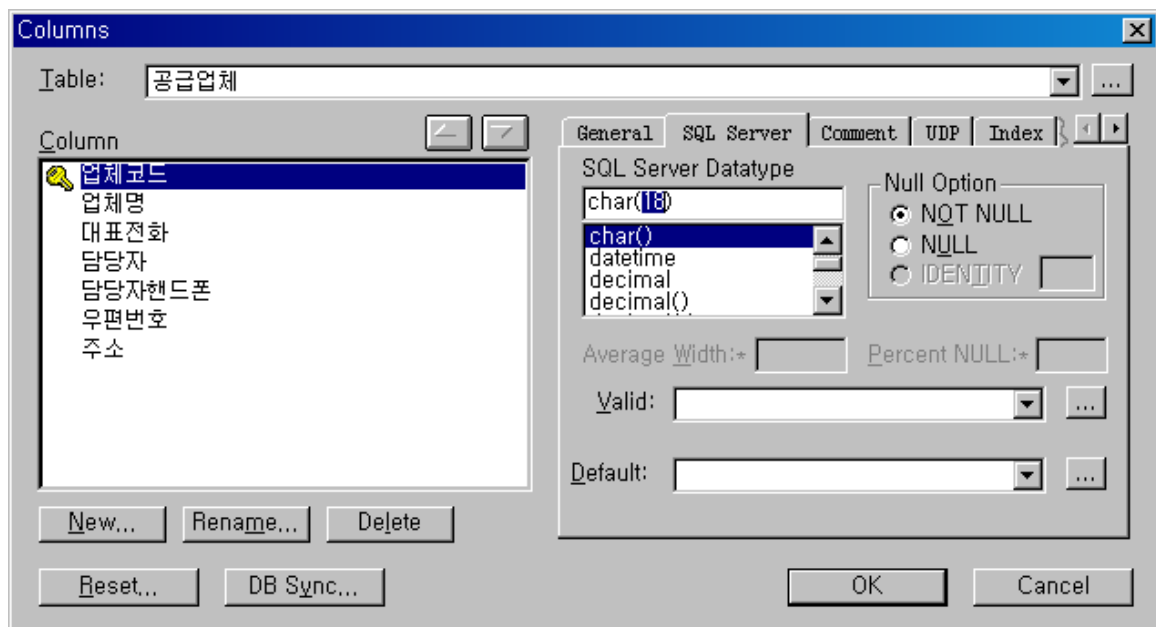 Columns
Table: 공급업체 ...
Column
업체코드
업체명
대표전화
담당자
담당자핸드폰
우편번호
주소
New... Rename... Delete
Reset... DB Sync...
General SQL Server Comment UDP Index
SQL Server Datatype
char(18)
char()
datetime
decimal
decimal()
Null Option
NOT NULL
NULL
IDENTITY
Average Width:* Percent NULL:*
Valid: ...
Default: ...
OK Cancel